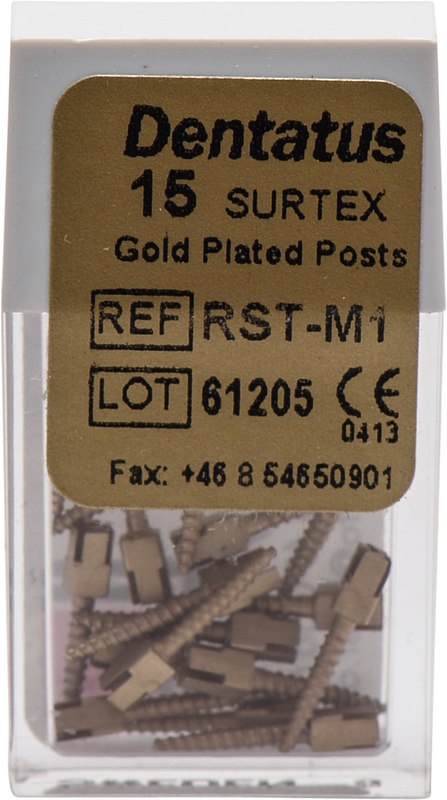 Dentatus
15 SURTEX
Gold Plated Posts
REF RST-M1
LOT 61205 CE
0413
Fax: +46 8 54650901